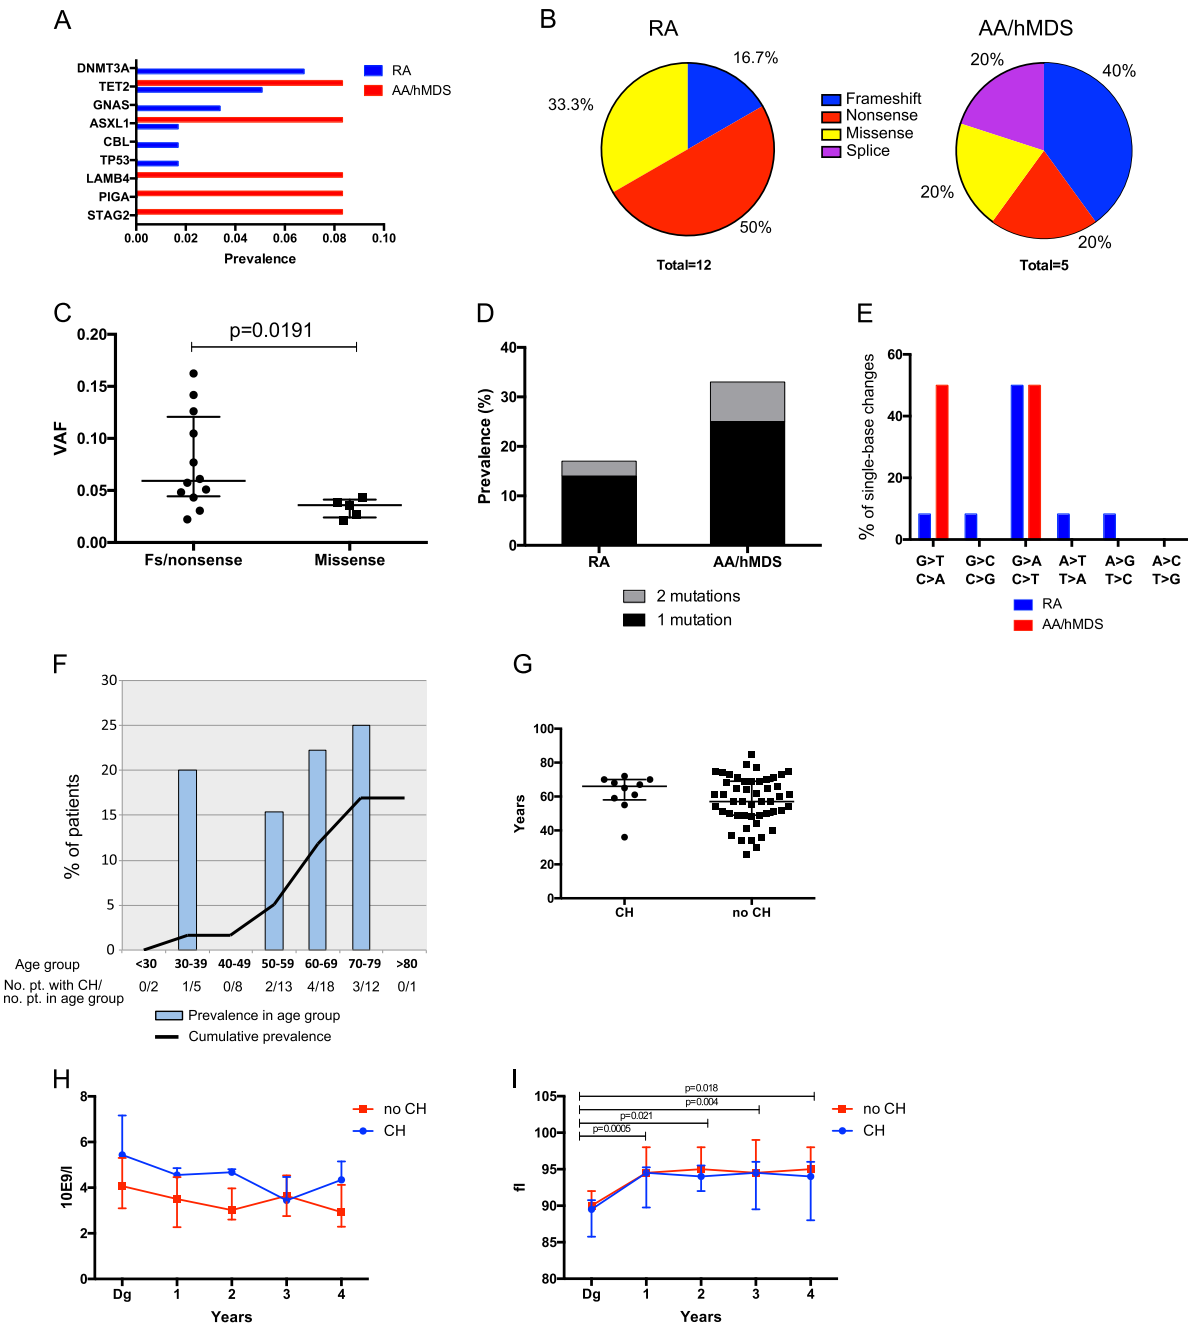 A
DNMT3A
TET2
GNAS
ASXL1
CBL
TP53
LAMB4
PIGA
STAG2
0.00 0.02 0.04 0.06 0.08 0.10
Prevalence
RA
AA/hMDS
B
RA
AA/hMDS
16.7%
33.3%
50%
Total=12
Frameshift
Nonsense
Missense
Splice
20%
40%
20%
20%
Total=5
C
p=0.0191
VAF
0.20
0.15
0.10
0.05
0.00
Fs/nonsense Missense
D
Prevalence (%)
40
30
20
10
0
RA AA/hMDS
2 mutations
1 mutation
E
% of single-base changes
60
40
20
0
G>T G>C G>A A>T A>G A>C
C>A C>G C>T T>A T>C T>G
RA
AA/hMDS
F
% of patients
30
25
20
15
10
5
0
Age group <30 30-39 40-49 50-59 60-69 70-79 >80
No. pt. with CH/
no. pt. in age group
0/2 1/5 0/8 2/13 4/18 3/12 0/1
Prevalence in age group
Cumulative prevalence
G
Years
100
80
60
40
20
0
CH no CH
H
10E9/l
8
6
4
2
0
Dg 1 2 3 4
Years
no CH
CH
I
fl
105
100
95
90
85
80
p=0.018
p=0.004
p=0.021
p=0.0005
Dg 1 2 3 4
Years
no CH
CH